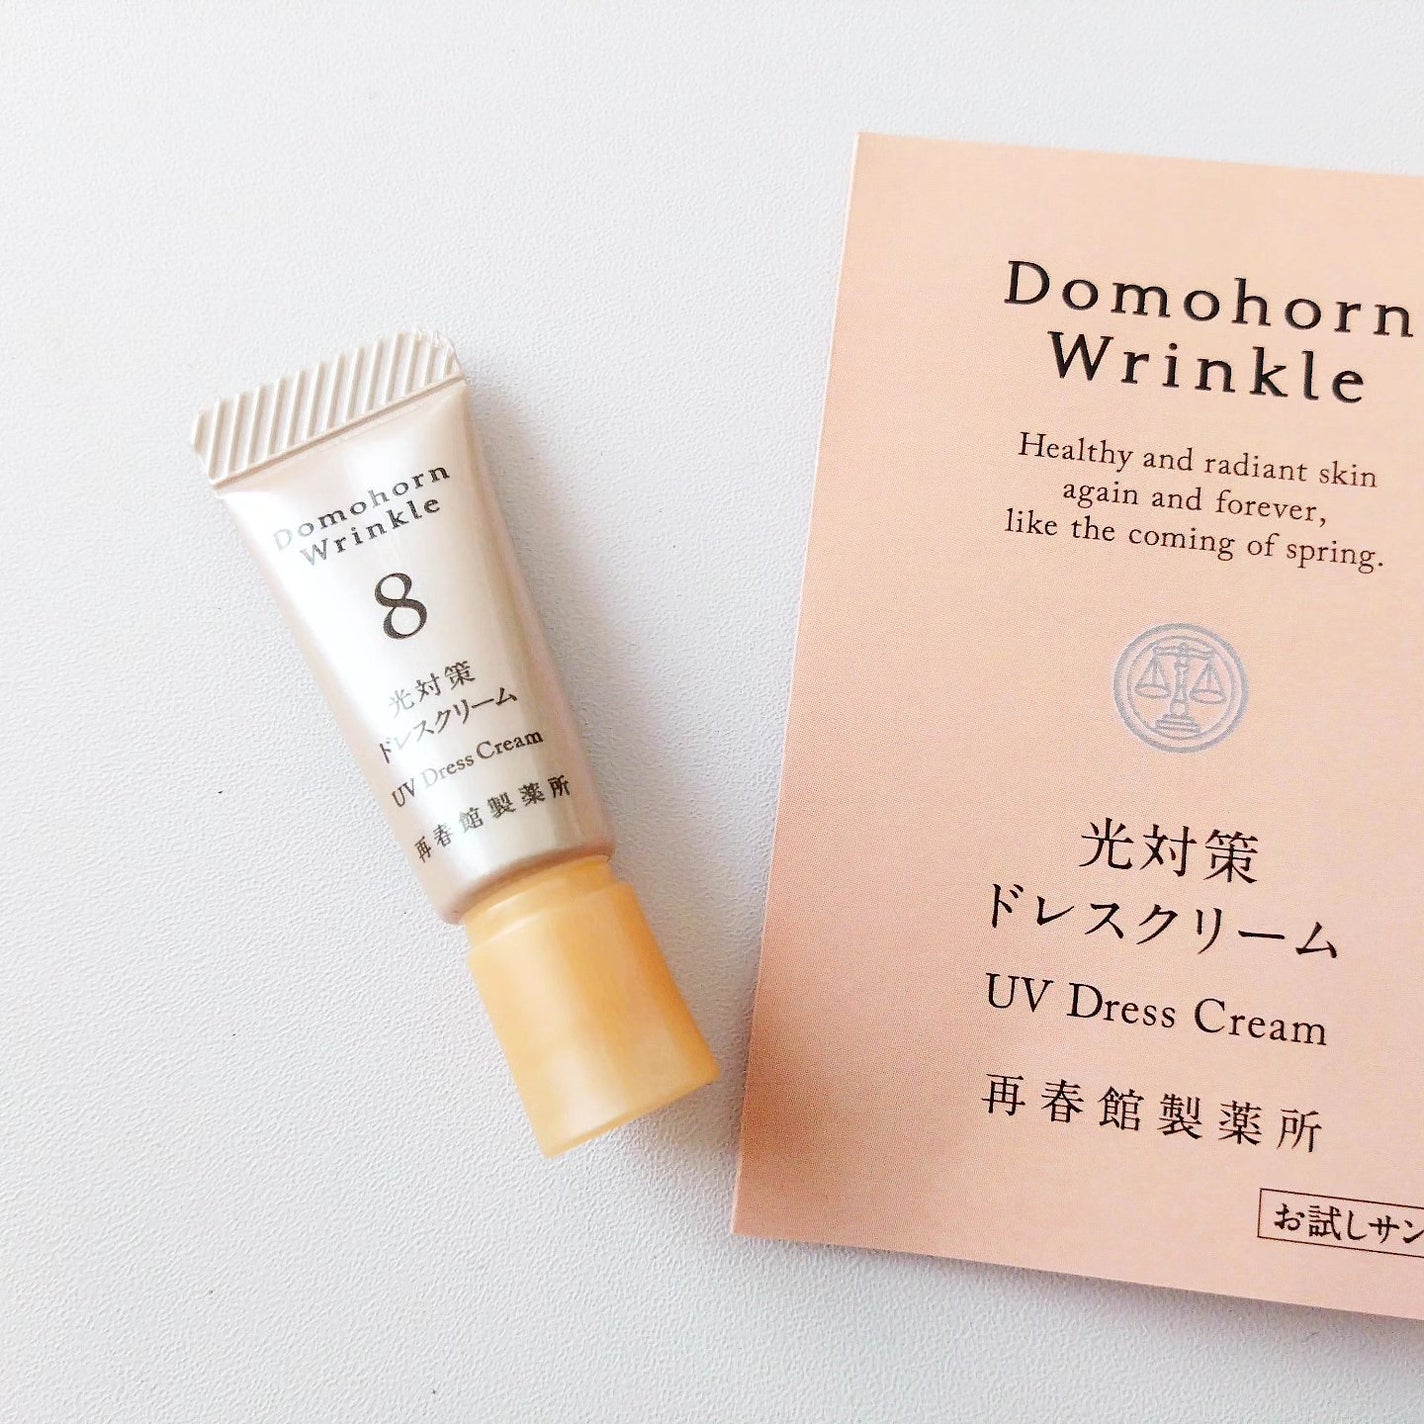 Domohorn
Wrinkle
8
光対策
ドレスクリーム
UV Dress Cream
再春館製薬所
Domohorn
Wrinkle
Healthy and radiant skin
again and forever,
like the coming of spring.
光対策
ドレスクリーム
UV Dress Cream
再春館製薬所
お試しサン